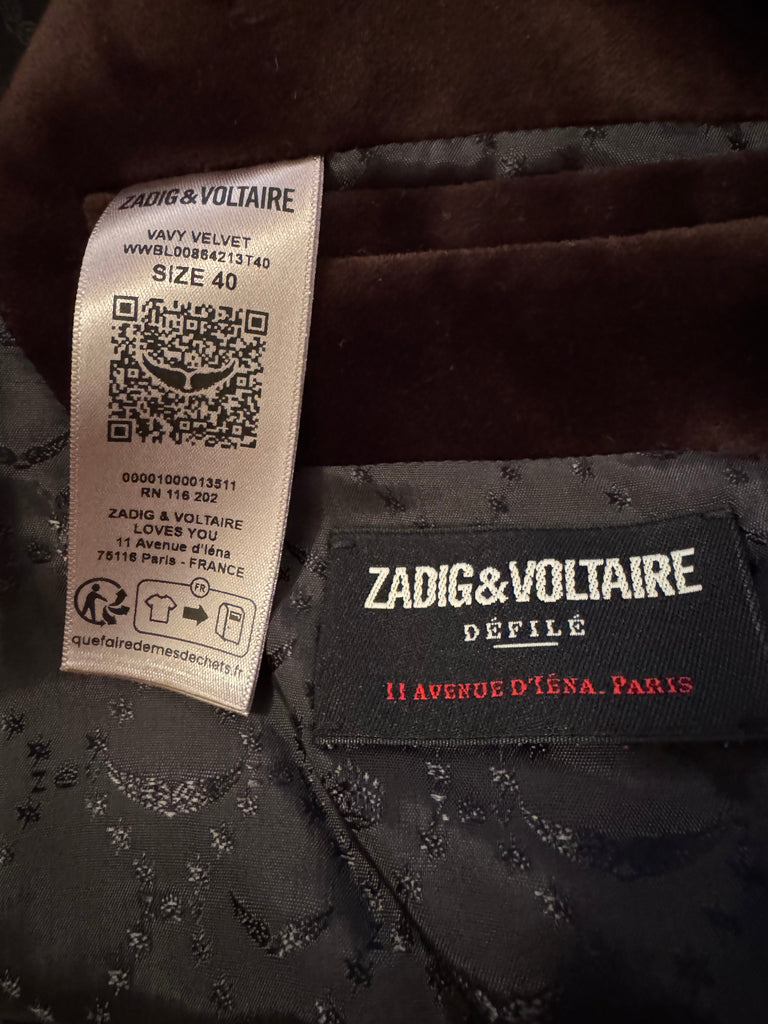 ZADIG&VOLTAIRE
VAVY VELVET
WWBL00864213T40
SIZE 40
00001000013511
RN 116 202
ZADIG & VOLTAIRE
LOVES YOU
11 Avenue d'Iéna
75116 Paris - FRANCE
FR
quefairedemesdechets.fr
ZADIG&VOLTAIRE
DÉFILÉ
11 AVENUE D'IÉNA. PARIS